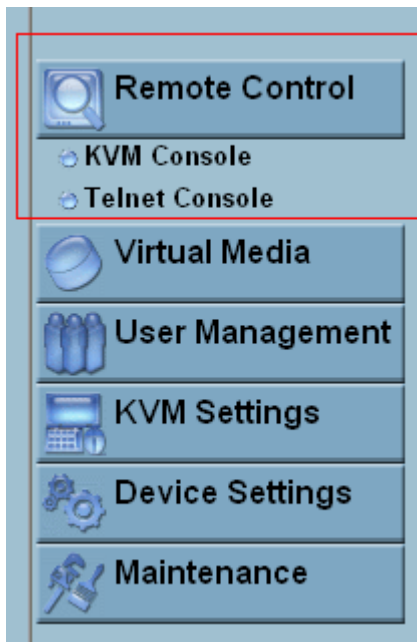 Remote Control
KVM Console
Telnet Console
Virtual Media
User Management
KVM Settings
Device Settings
Maintenance